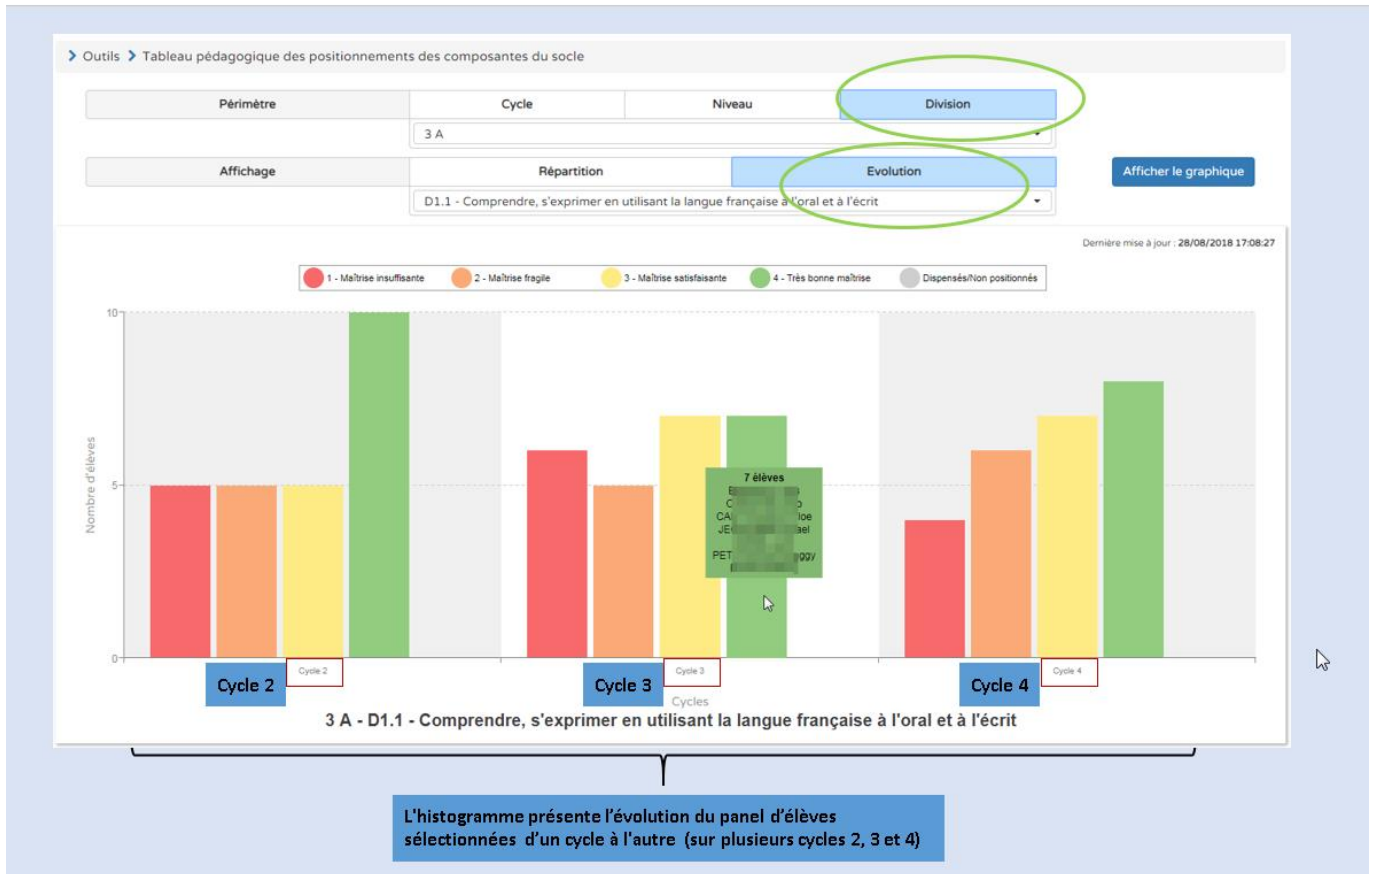 Outils Tableau pédagogique des positionnements des composantes du socle
Périmètre Cycle Niveau Division
3 A
Affichage Répartition Evolution Afficher le graphique
D1.1 - Comprendre, s'exprimer en utilisant la langue française à l'oral et à l'écrit
Dernière mise à jour : 28/08/2018 17:08:27
1 - Maîtrise insuffisante 2 - Maîtrise fragile 3 - Maîtrise satisfaisante 4 - Très bonne maîtrise Dispensés/Non positionnés
10
5
0
Nombre d'élèves
7 élèves
Cycle 2 Cycle 2 Cycle 3 Cycle 3 Cycle 4 Cycle 4
Cycles
3 A - D1.1 - Comprendre, s'exprimer en utilisant la langue française à l'oral et à l'écrit
L'histogramme présente l'évolution du panel d'élèves
sélectionnées d'un cycle à l'autre (sur plusieurs cycles 2, 3 et 4)